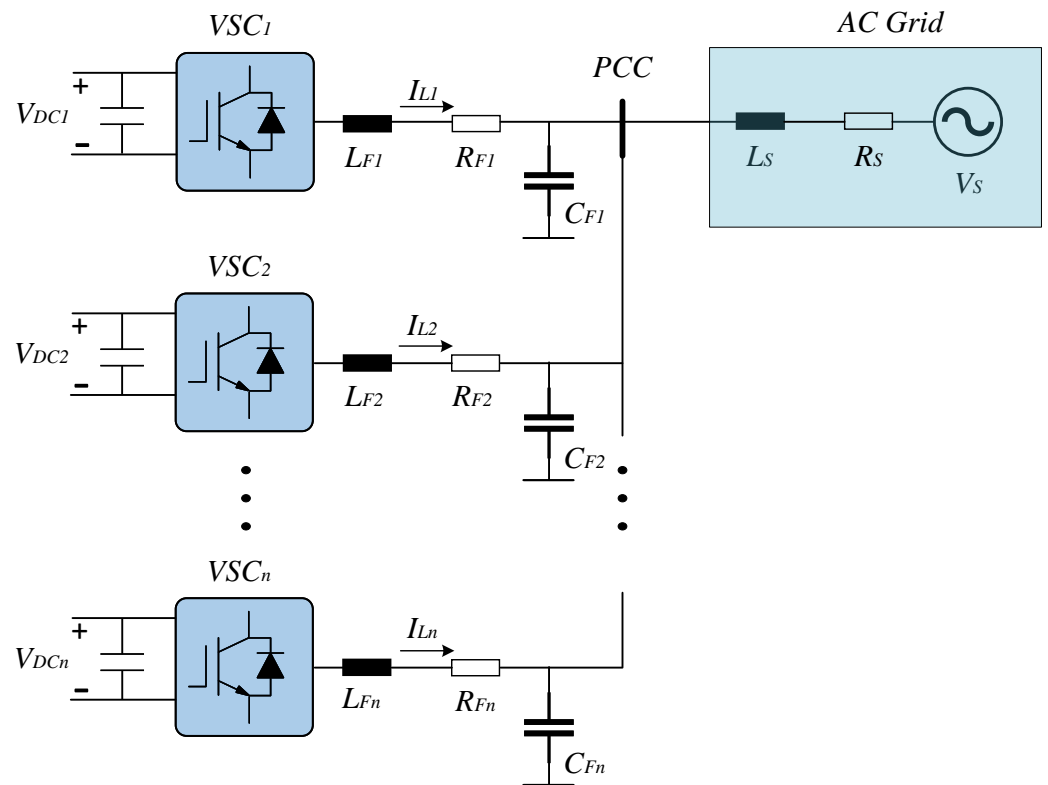 VSC1
AC Grid
PCC
+
VDC1
-
IL1
LF1
RF1
CF1
LS
RS
VS
VSC2
+
VDC2
-
IL2
LF2
RF2
CF2
VSCn
+
VDCn
-
ILn
LFn
RFn
CFn